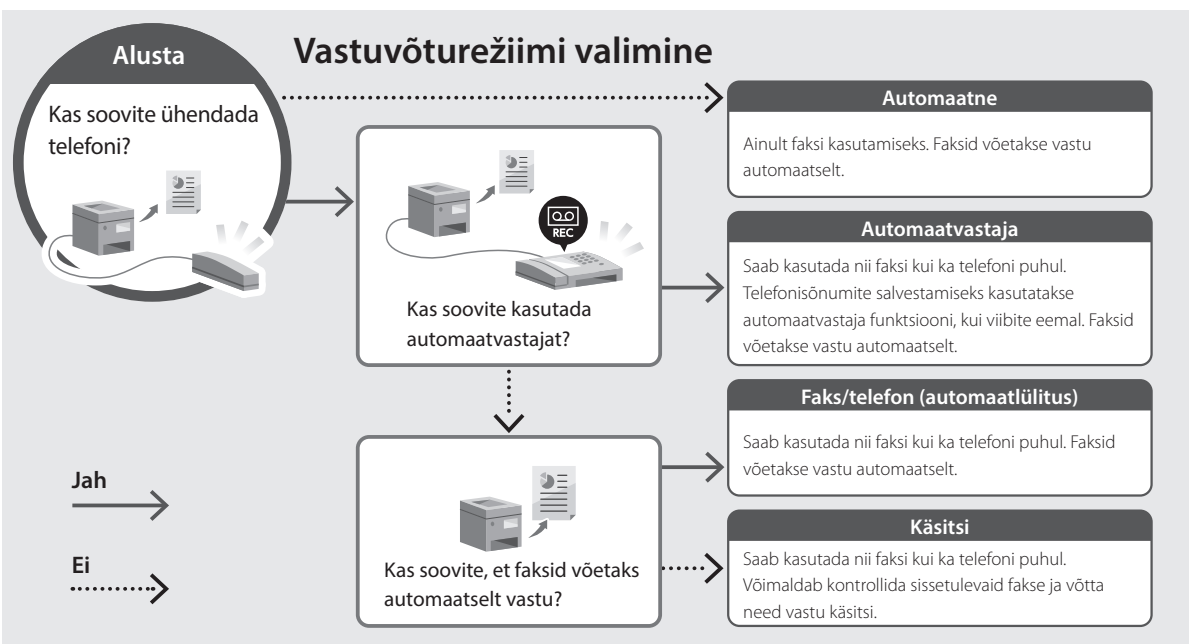 Vastuvõturežiimi valimine
Alusta
Kas soovite ühendada
telefoni?
REC
Kas soovite kasutada
automaatvastajat?
Kas soovite, et faksid võetaks
automaatselt vastu?
Automaatne
Ainult faksi kasutamiseks. Faksid võetakse vastu
automaatselt.
Automaatvastaja
Saab kasutada nii faksi kui ka telefoni puhul.
Telefonisõnumite salvestamiseks kasutatakse
automaatvastaja funktsiooni, kui viibite eemal. Faksid
võetakse vastu automaatselt.
Faks/telefon (automaatlülitus)
Saab kasutada nii faksi kui ka telefoni puhul. Faksid
võetakse vastu automaatselt.
Käsitsi
Saab kasutada nii faksi kui ka telefoni puhul.
Võimaldab kontrollida sissetulevaid fakse ja võtta
need vastu käsitsi.
Jah
Ei